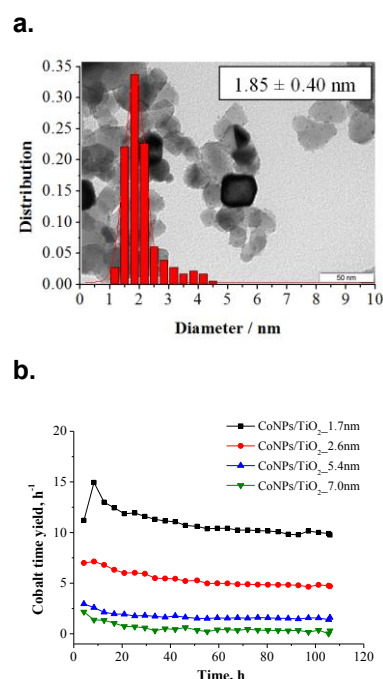 a.
1.85 ± 0.40 nm
0.35
0.30
0.25
0.20
0.15
0.10
0.05
0.00
Distribution
0 1 2 3 4 5 6 7 8 9 10
50 nm
Diameter / nm
b.
CoNPs/TiO₂_1.7nm
CoNPs/TiO₂_2.6nm
CoNPs/TiO₂_5.4nm
CoNPs/TiO₂_7.0nm
20
15
10
5
0
Cobalt time yield, h⁻¹
0 20 40 60 80 100 120
Time, h